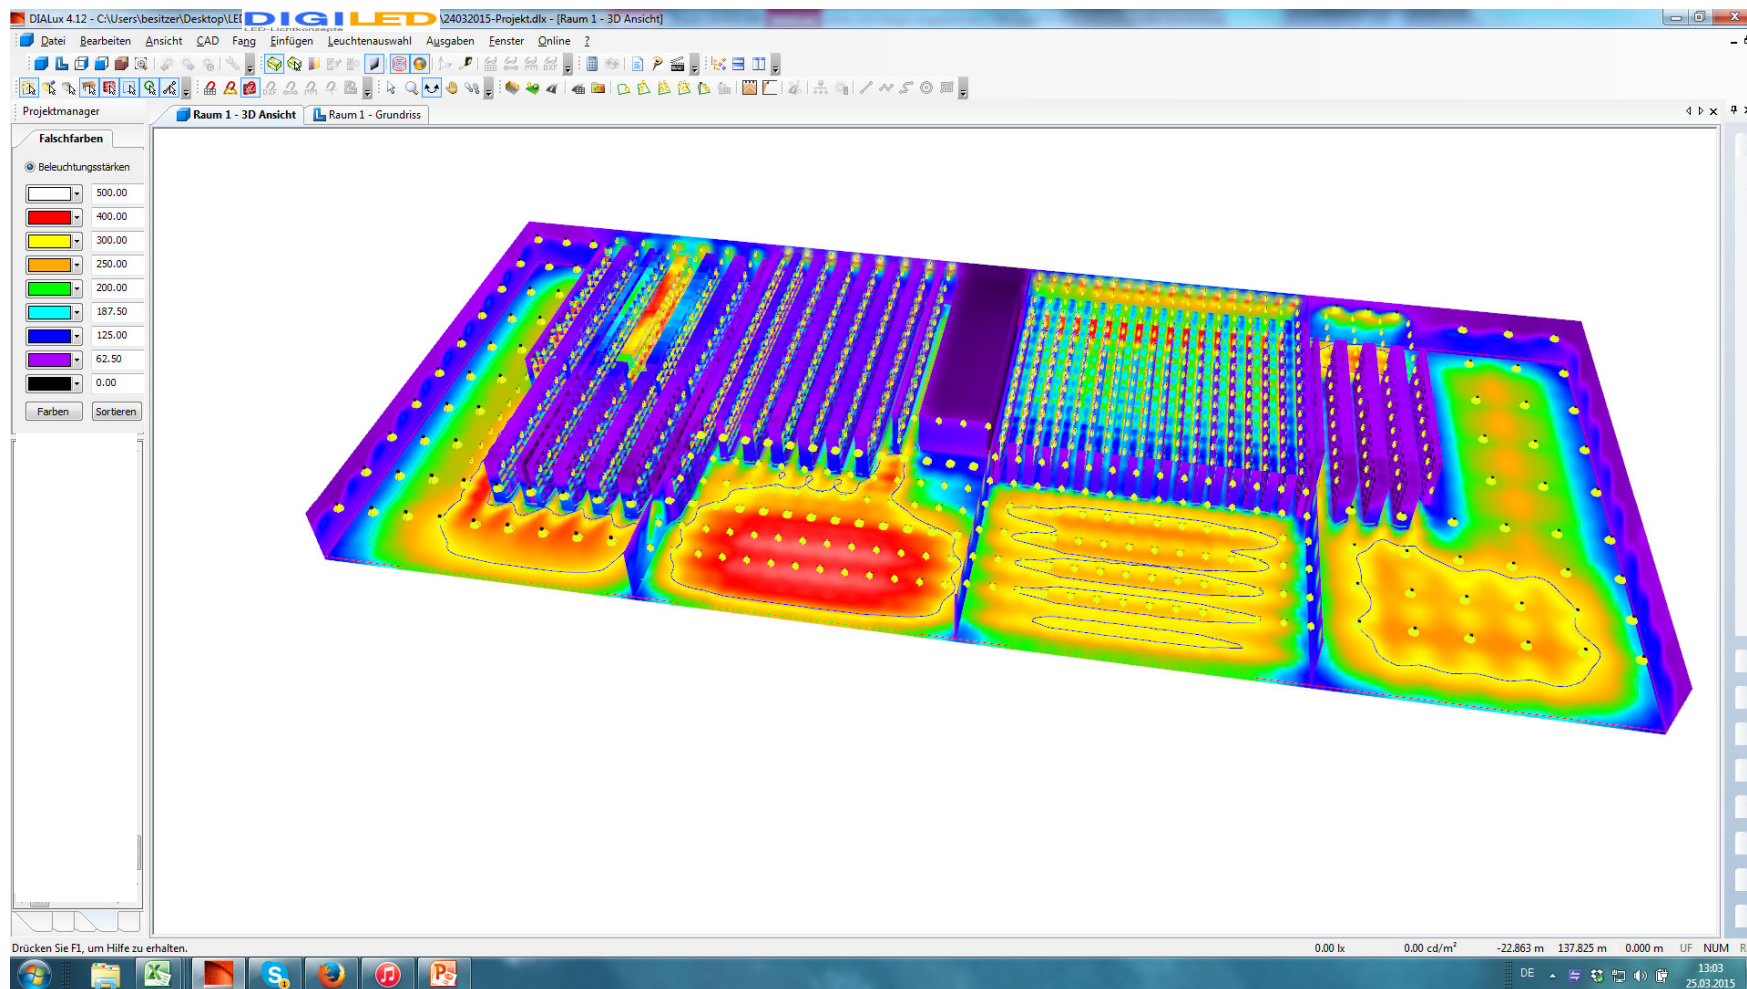 DIALux 4.12 - C:\Users\besitzer\Desktop\LE
DIGILED
LED-Lichtkonzepte
\24032015-Projekt.dlx - [Raum 1 - 3D Ansicht]
Datei Bearbeiten Ansicht CAD Fang Einfügen Leuchtenauswahl Ausgaben Fenster Online ?
Projektmanager
Raum 1 - 3D Ansicht
Raum 1 - Grundriss
Falschfarben
Beleuchtungsstärken
500.00
400.00
300.00
250.00
200.00
187.50
125.00
62.50
0.00
Farben Sortieren
Drücken Sie F1, um Hilfe zu erhalten.
0.00 lx 0.00 cd/m² -22.863 m 137.825 m 0.000 m UF NUM R
DE
13:03
25.03.2015